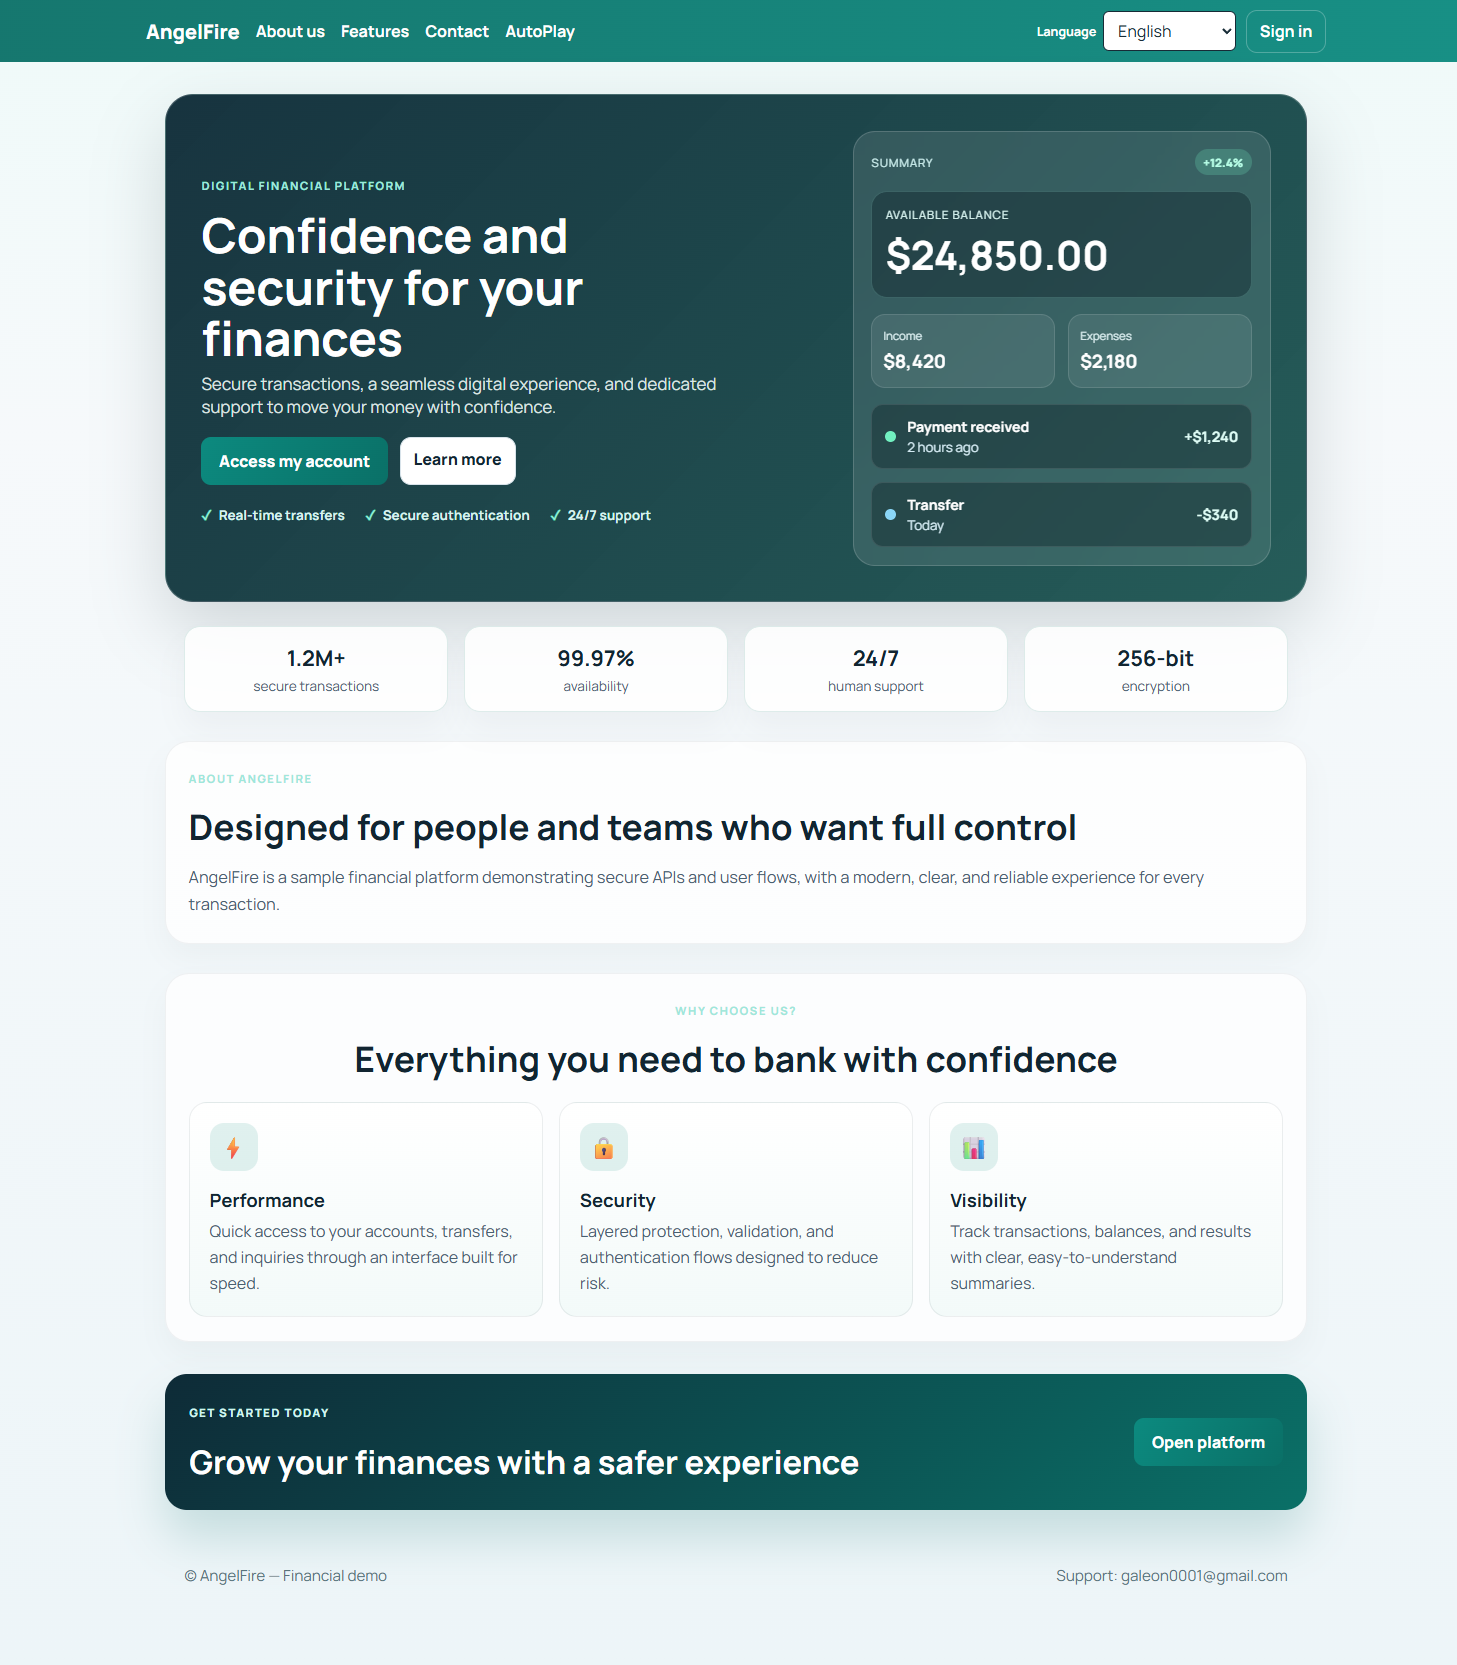 AngelFire About us Features Contact AutoPlay Language English Sign in
DIGITAL FINANCIAL PLATFORM
Confidence and
security for your
finances
Secure transactions, a seamless digital experience, and dedicated
support to move your money with confidence.
Access my account Learn more
✓ Real-time transfers ✓ Secure authentication ✓ 24/7 support
SUMMARY +12.4%
AVAILABLE BALANCE
$24,850.00
Income Expenses
$8,420 $2,180
Payment received +$1,240
2 hours ago
Transfer -$340
Today
1.2M+ 99.97% 24/7 256-bit
secure transactions availability human support encryption
ABOUT ANGELFIRE
Designed for people and teams who want full control
AngelFire is a sample financial platform demonstrating secure APIs and user flows, with a modern, clear, and reliable experience for every
transaction.
WHY CHOOSE US?
Everything you need to bank with confidence
Performance
Quick access to your accounts, transfers,
and inquiries through an interface built for
speed.
Security
Layered protection, validation, and
authentication flows designed to reduce
risk.
Visibility
Track transactions, balances, and results
with clear, easy-to-understand
summaries.
GET STARTED TODAY
Grow your finances with a safer experience
Open platform
© AngelFire — Financial demo Support: galeon0001@gmail.com